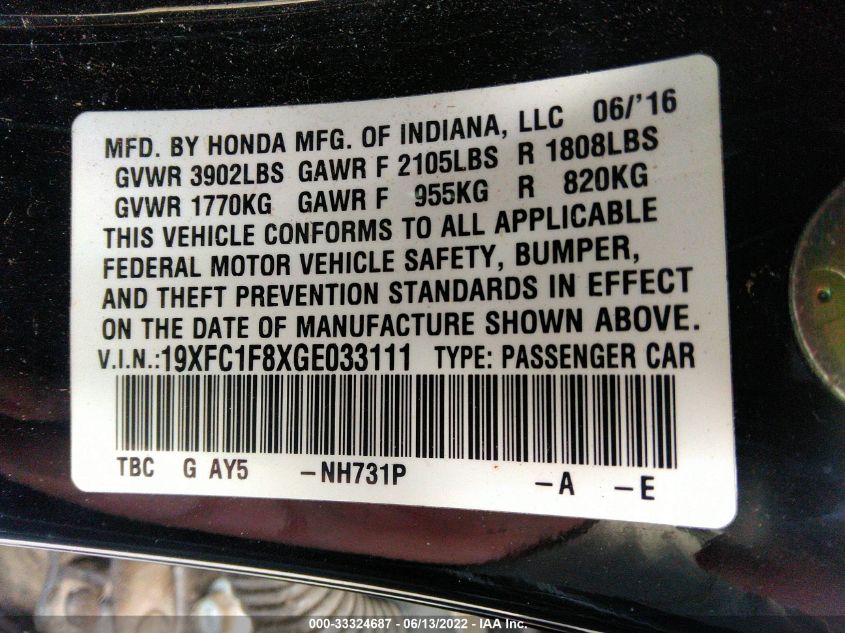 MFD. BY HONDA MFG. OF INDIANA, LLC 06/'16
GVWR 3902LBS GAWR F 2105LBS R 1808LBS
GVWR 1770KG GAWR F 955KG R 820KG
THIS VEHICLE CONFORMS TO ALL APPLICABLE
FEDERAL MOTOR VEHICLE SAFETY, BUMPER,
AND THEFT PREVENTION STANDARDS IN EFFECT
ON THE DATE OF MANUFACTURE SHOWN ABOVE.
V.I.N.:19XFC1F8XGE033111 TYPE: PASSENGER CAR
TBC G AY5 -NH731P -A -E
000-33324687 - 06/13/2022 - IAA Inc.